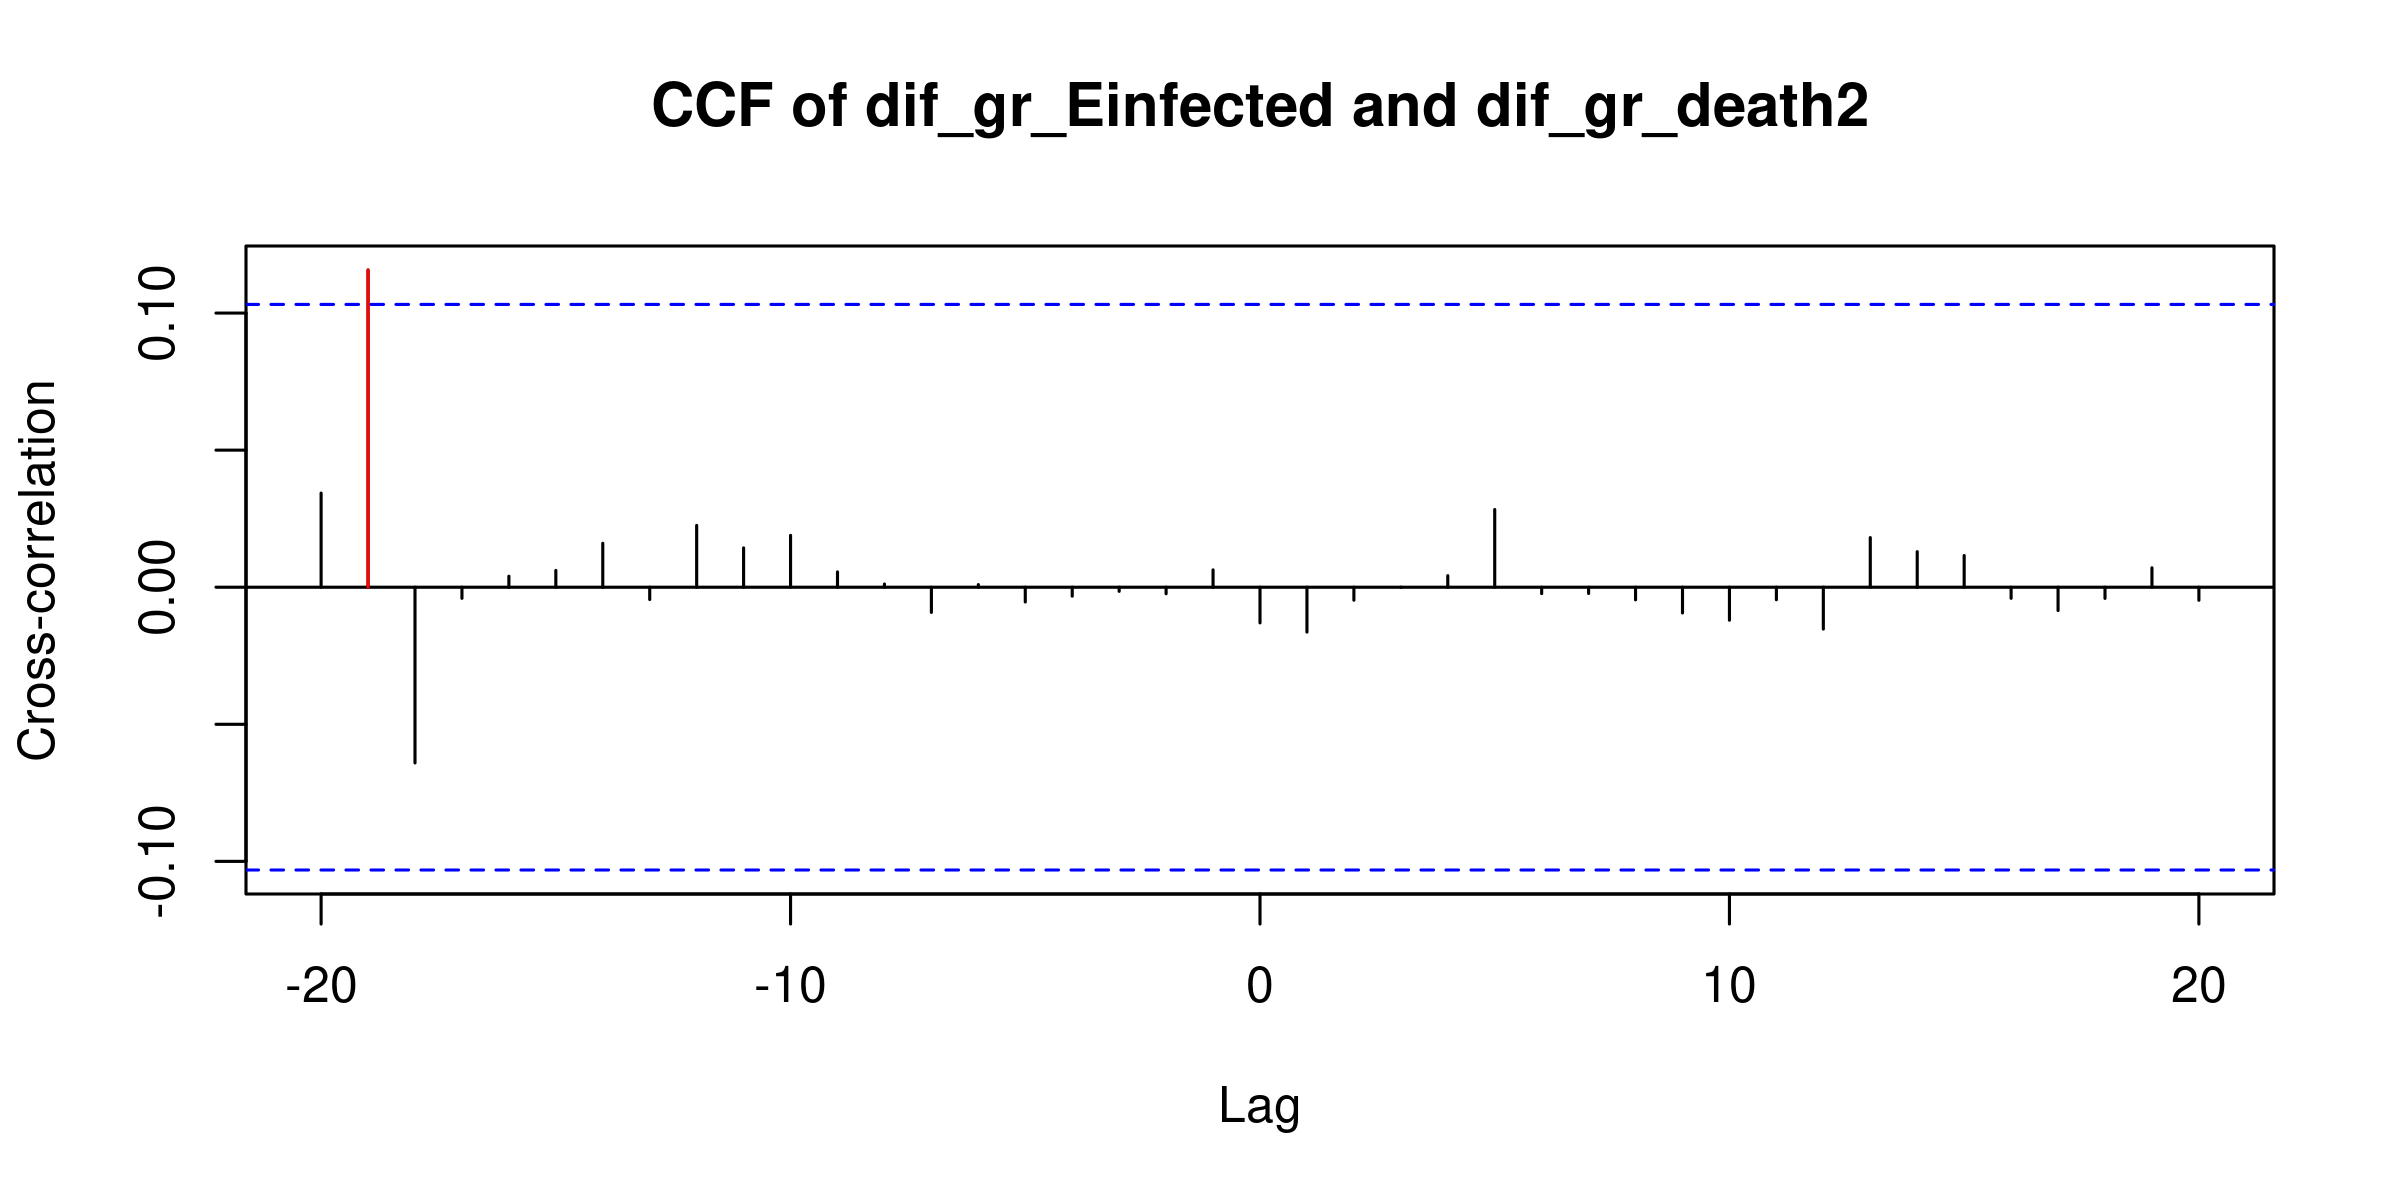 CCF of dif_gr_Einfected and dif_gr_death2
Cross-correlation
0.10
0.00
-0.10
-20 -10 0 10 20
Lag